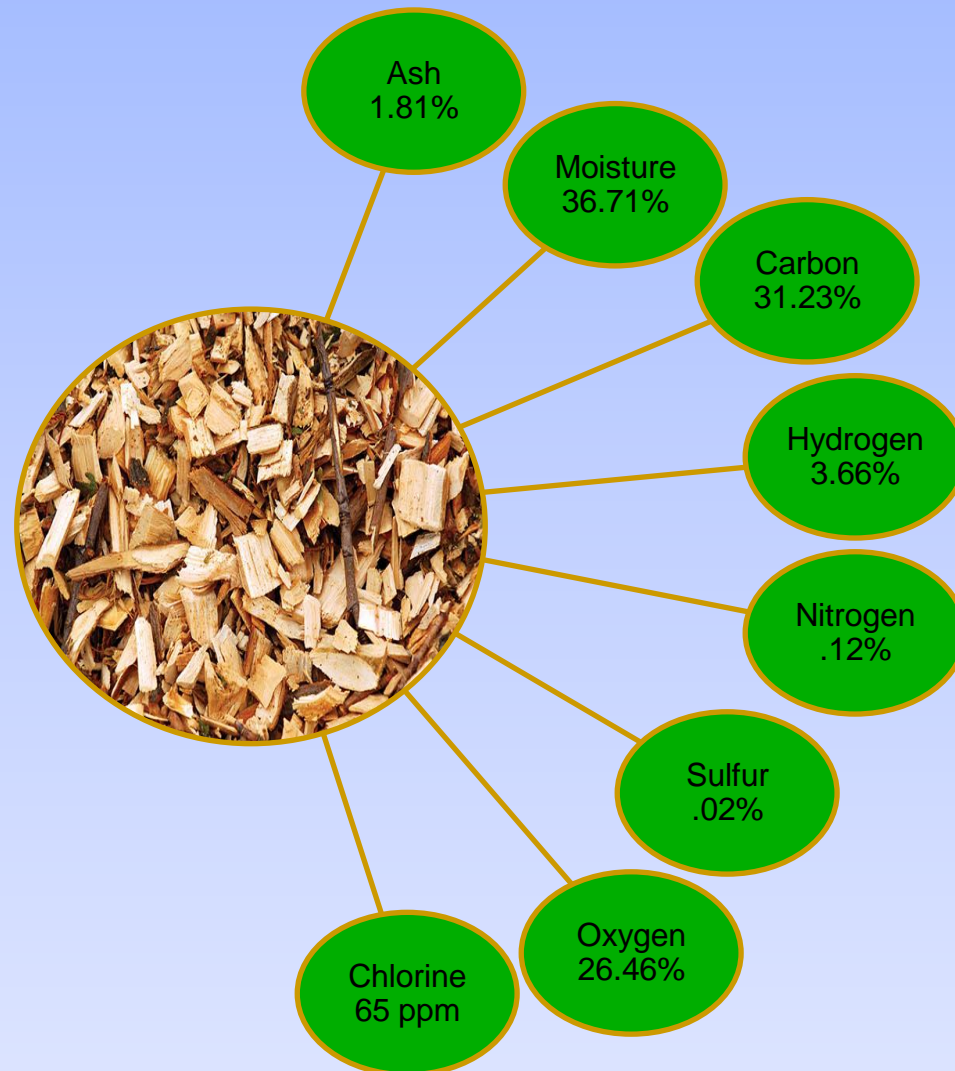 Ash
1.81%
Moisture
36.71%
Carbon
31.23%
Hydrogen
3.66%
Nitrogen
.12%
Sulfur
.02%
Oxygen
26.46%
Chlorine
65 ppm